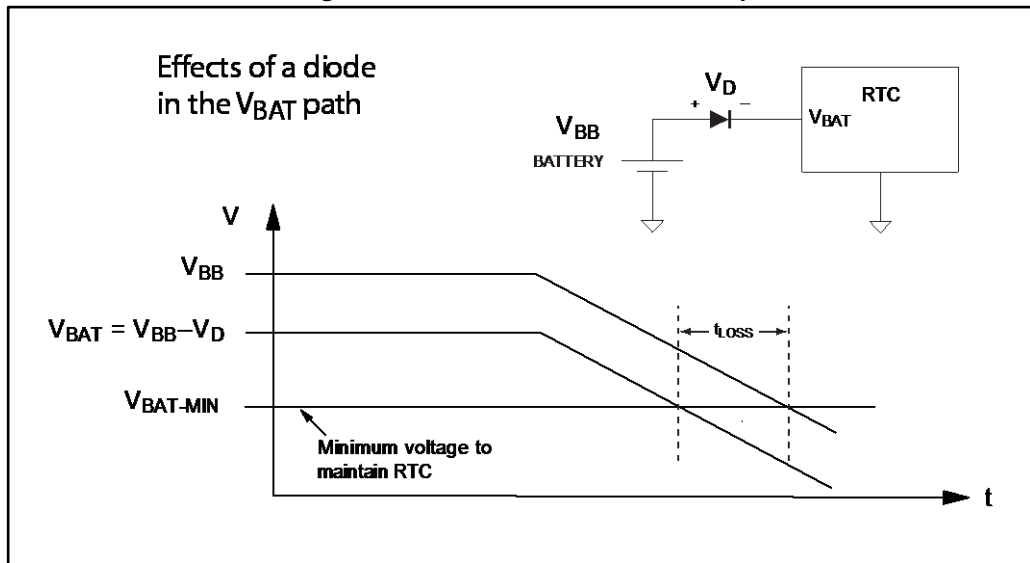 Effects of a diode
in the VBAT path
VD
+ −
RTC
VBAT
VBB
BATTERY
V
VBB
VBAT = VBB−VD
tLOSS
VBAT-MIN
Minimum voltage to
maintain RTC
t